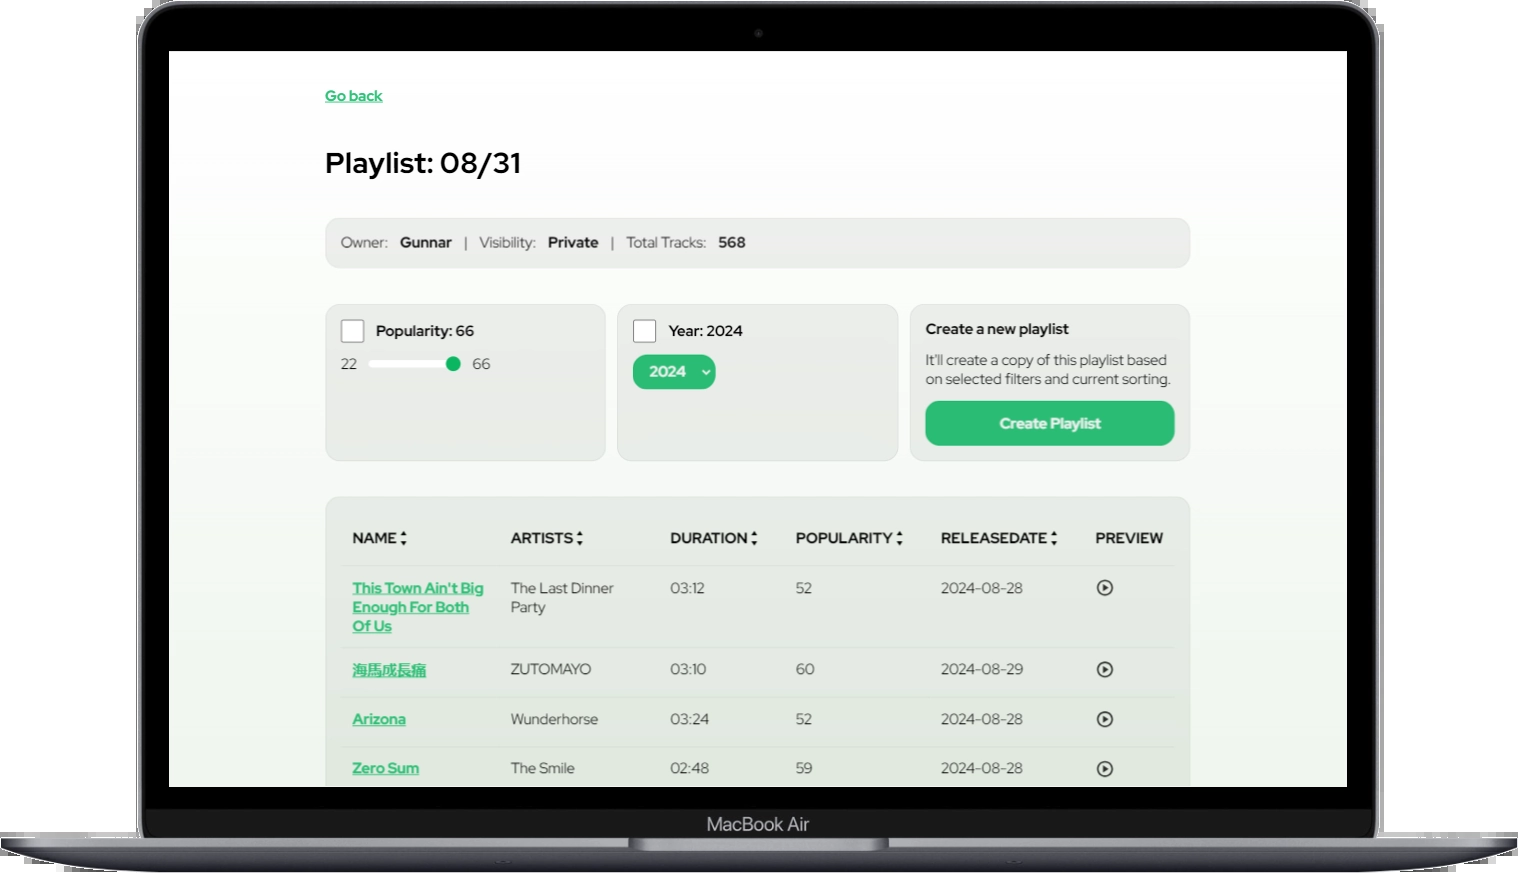 Go back
Playlist: 08/31
Owner: Gunnar | Visibility: Private | Total Tracks: 568
Popularity: 66
22 66
Year: 2024
2024
Create a new playlist
It'll create a copy of this playlist based
on selected filters and current sorting.
Create Playlist
NAME ARTISTS DURATION POPULARITY RELEASEDATE PREVIEW
This Town Ain't Big
Enough For Both
Of Us
The Last Dinner
Party
03:12 52 2024-08-28
海馬成長痛 ZUTOMAYO 03:10 60 2024-08-29
Arizona Wunderhorse 03:24 52 2024-08-28
Zero Sum The Smile 02:48 59 2024-08-28
MacBook Air